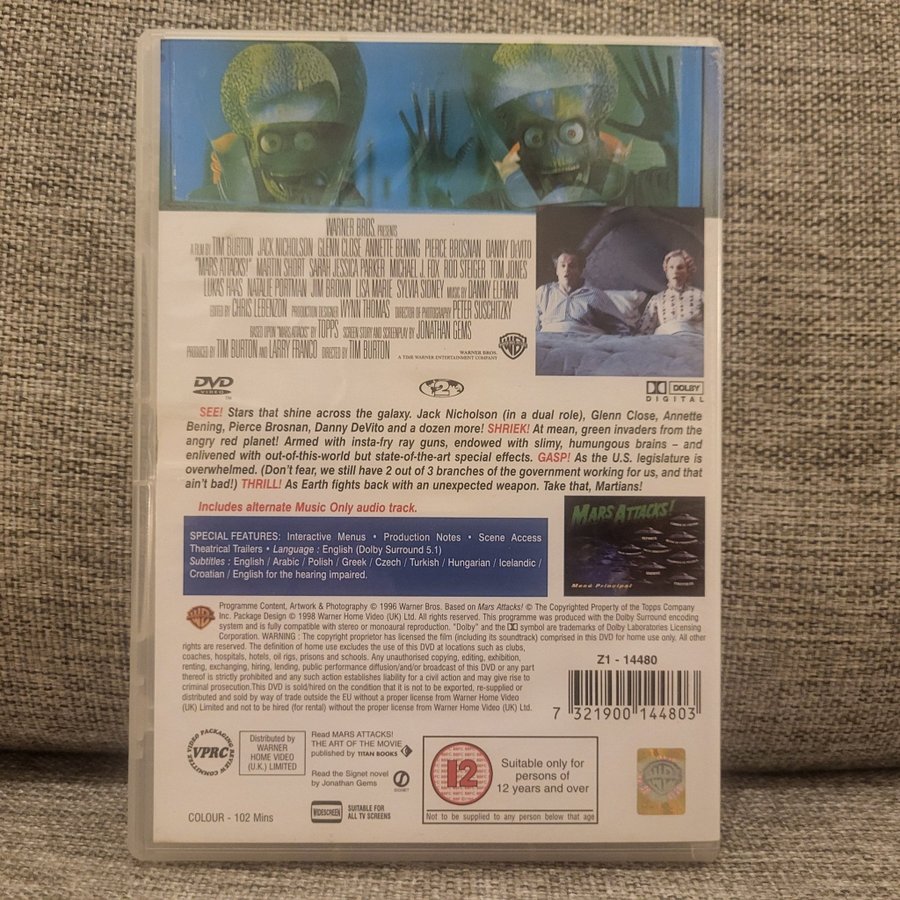 WARNER BROS. PRESENTS
A FILM BY TIM BURTON JACK NICHOLSON GLENN CLOSE ANNETTE BENING PIERCE BROSNAN DANNY DeVITO
"MARS ATTACKS!" MARTIN SHORT SARAH JESSICA PARKER MICHAEL J. FOX ROD STEIGER TOM JONES
LUKAS HAAS NATALIE PORTMAN JIM BROWN LISA MARIE SYLVIA SIDNEY MUSIC BY DANNY ELFMAN
EDITED BY CHRIS LEBENZON PRODUCTION DESIGNER WYNN THOMAS DIRECTOR OF PHOTOGRAPHY PETER SUSCHITZKY
BASED UPON "MARS ATTACKS" BY TOPPS SCREEN STORY AND SCREENPLAY BY JONATHAN GEMS
PRODUCED BY TIM BURTON AND LARRY FRANCO DIRECTED BY TIM BURTON
WARNER BROS.
A TIME WARNER ENTERTAINMENT COMPANY
DVD
VIDEO
TM
2
DOLBY
DIGITAL
SEE! Stars that shine across the galaxy. Jack Nicholson (in a dual role), Glenn Close, Annette
Bening, Pierce Brosnan, Danny DeVito and a dozen more! SHRIEK! At mean, green invaders from the
angry red planet! Armed with insta-fry ray guns, endowed with slimy, humungous brains – and
enlivened with out-of-this-world but state-of-the-art special effects. GASP! As the U.S. legislature is
overwhelmed. (Don't fear, we still have 2 out of 3 branches of the government working for us, and that
ain't bad!) THRILL! As Earth fights back with an unexpected weapon. Take that, Martians!
Includes alternate Music Only audio track.
MARS ATTACKS!
Menú Principal
SPECIAL FEATURES: Interactive Menus • Production Notes • Scene Access
Theatrical Trailers • Language : English (Dolby Surround 5.1)
Subtitles : English / Arabic / Polish / Greek / Czech / Turkish / Hungarian / Icelandic /
Croatian / English for the hearing impaired.
Programme Content, Artwork & Photography © 1996 Warner Bros. Based on Mars Attacks! © The Copyrighted Property of the Topps Company
Inc. Package Design © 1998 Warner Home Video (UK) Ltd. All rights reserved. This programme was produced with the Dolby Surround encoding
system and is fully compatible with stereo or monaural reproduction. "Dolby" and the symbol are trademarks of Dolby Laboratories Licensing
Corporation. WARNING : The copyright proprietor has licensed the film (including its soundtrack) comprised in this DVD for home use only. All other
rights are reserved. The definition of home use excludes the use of this DVD at locations such as clubs,
coaches, hospitals, hotels, oil rigs, prisons and schools. Any unauthorised copying, editing, exhibition,
renting, exchanging, hiring, lending, public performance diffusion/and/or broadcast of this DVD or any part
thereof is strictly prohibited and any such action establishes liability for a civil action and may give rise to
criminal prosecution.This DVD is sold/hired on the condition that it is not to be exported, re-supplied or
distributed and sold by way of trade outside the EU without a proper license from Warner Home Video
(UK) Limited and not to be hired (for rental) without the proper license from Warner Home Video (UK) Ltd.
Z1 - 14480
7 321900 144803
VIDEO PACKAGING REVIEW COMMITTEE
VPRC
Distributed by
WARNER
HOME VIDEO
(U.K.) LIMITED
Read MARS ATTACKS!
THE ART OF THE MOVIE
published by TITAN BOOKS
Read the Signet novel
by Jonathan Gems
SIGNET
12
Suitable only for
persons of
12 years and over
Not to be supplied to any person below that age
COLOUR - 102 Mins
WIDESCREEN
SUITABLE FOR
ALL TV SCREENS